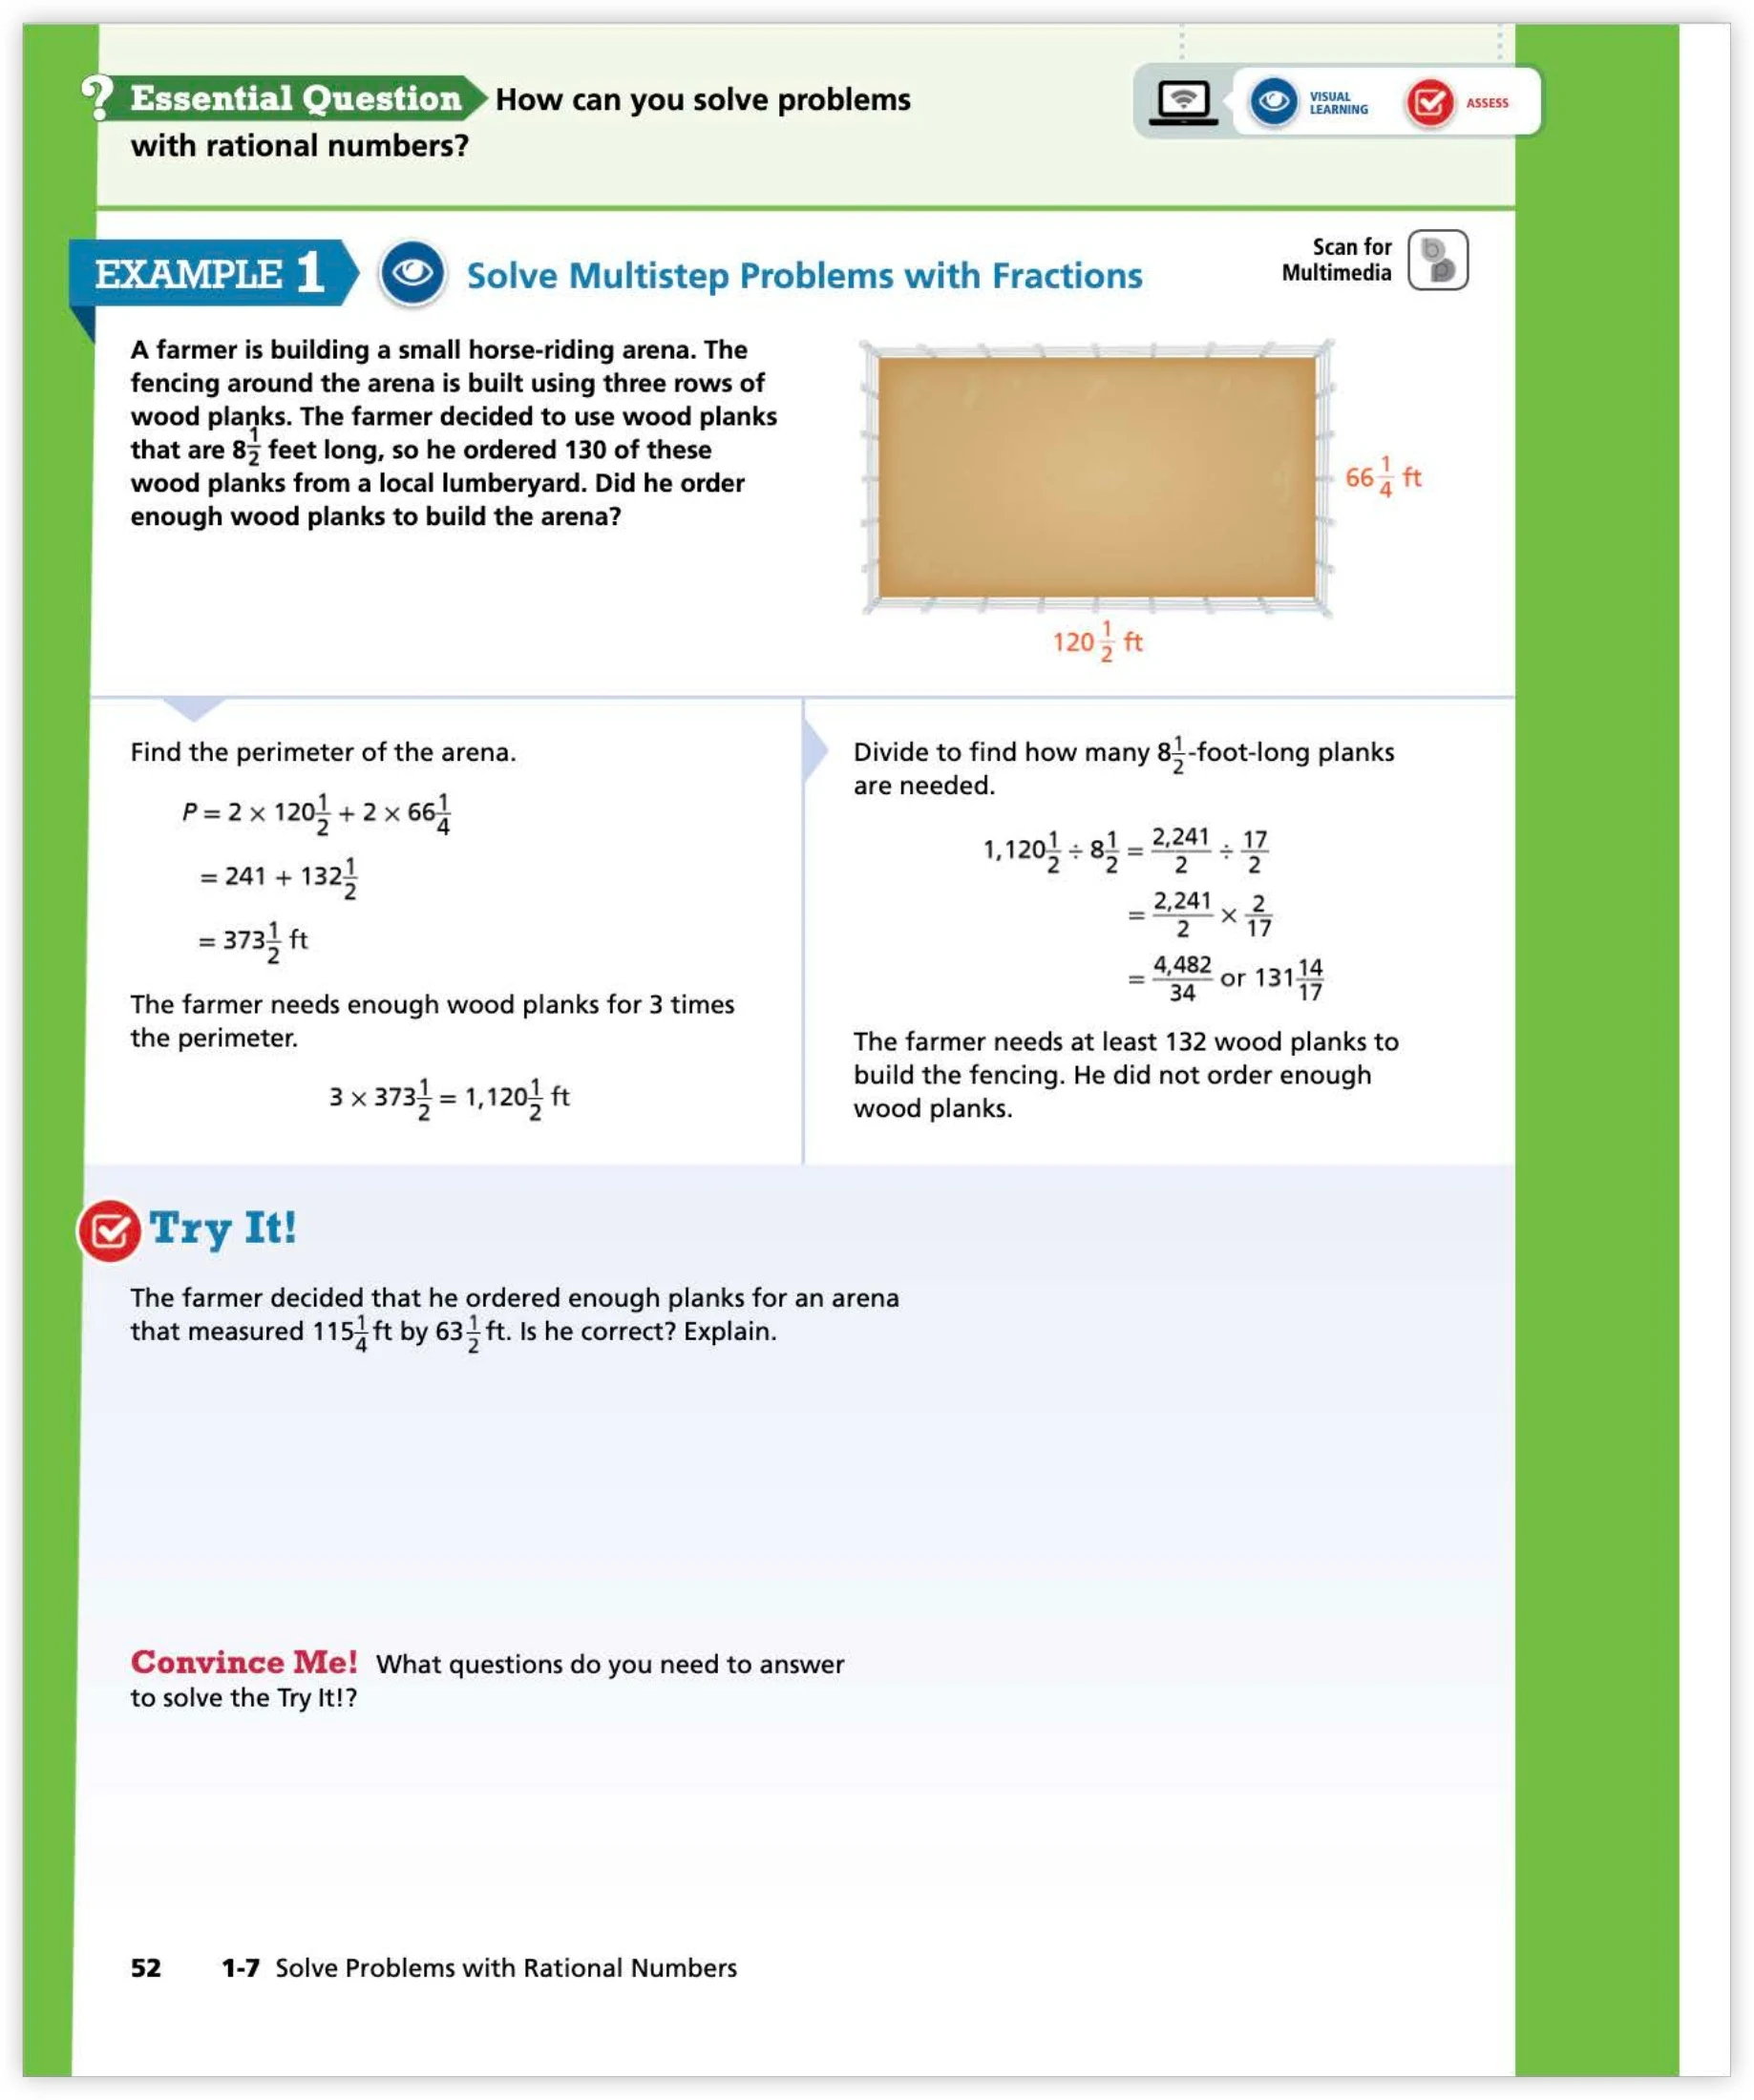 ? Essential Question How can you solve problems
with rational numbers?
VISUAL
LEARNING
ASSESS
EXAMPLE 1 Solve Multistep Problems with Fractions
Scan for
Multimedia
A farmer is building a small horse-riding arena. The
fencing around the arena is built using three rows of
wood planks. The farmer decided to use wood planks
that are 8 1/2 feet long, so he ordered 130 of these
wood planks from a local lumberyard. Did he order
enough wood planks to build the arena?
66 1/4 ft
120 1/2 ft
Find the perimeter of the arena.
P = 2 × 120 1/2 + 2 × 66 1/4
= 241 + 132 1/2
= 373 1/2 ft
The farmer needs enough wood planks for 3 times
the perimeter.
3 × 373 1/2 = 1,120 1/2 ft
Divide to find how many 8 1/2-foot-long planks
are needed.
1,120 1/2 ÷ 8 1/2 = 2,241/2 ÷ 17/2
= 2,241/2 × 2/17
= 4,482/34 or 131 14/17
The farmer needs at least 132 wood planks to
build the fencing. He did not order enough
wood planks.
Try It!
The farmer decided that he ordered enough planks for an arena
that measured 115 1/4 ft by 63 1/2 ft. Is he correct? Explain.
Convince Me! What questions do you need to answer
to solve the Try It!?
52 1-7 Solve Problems with Rational Numbers